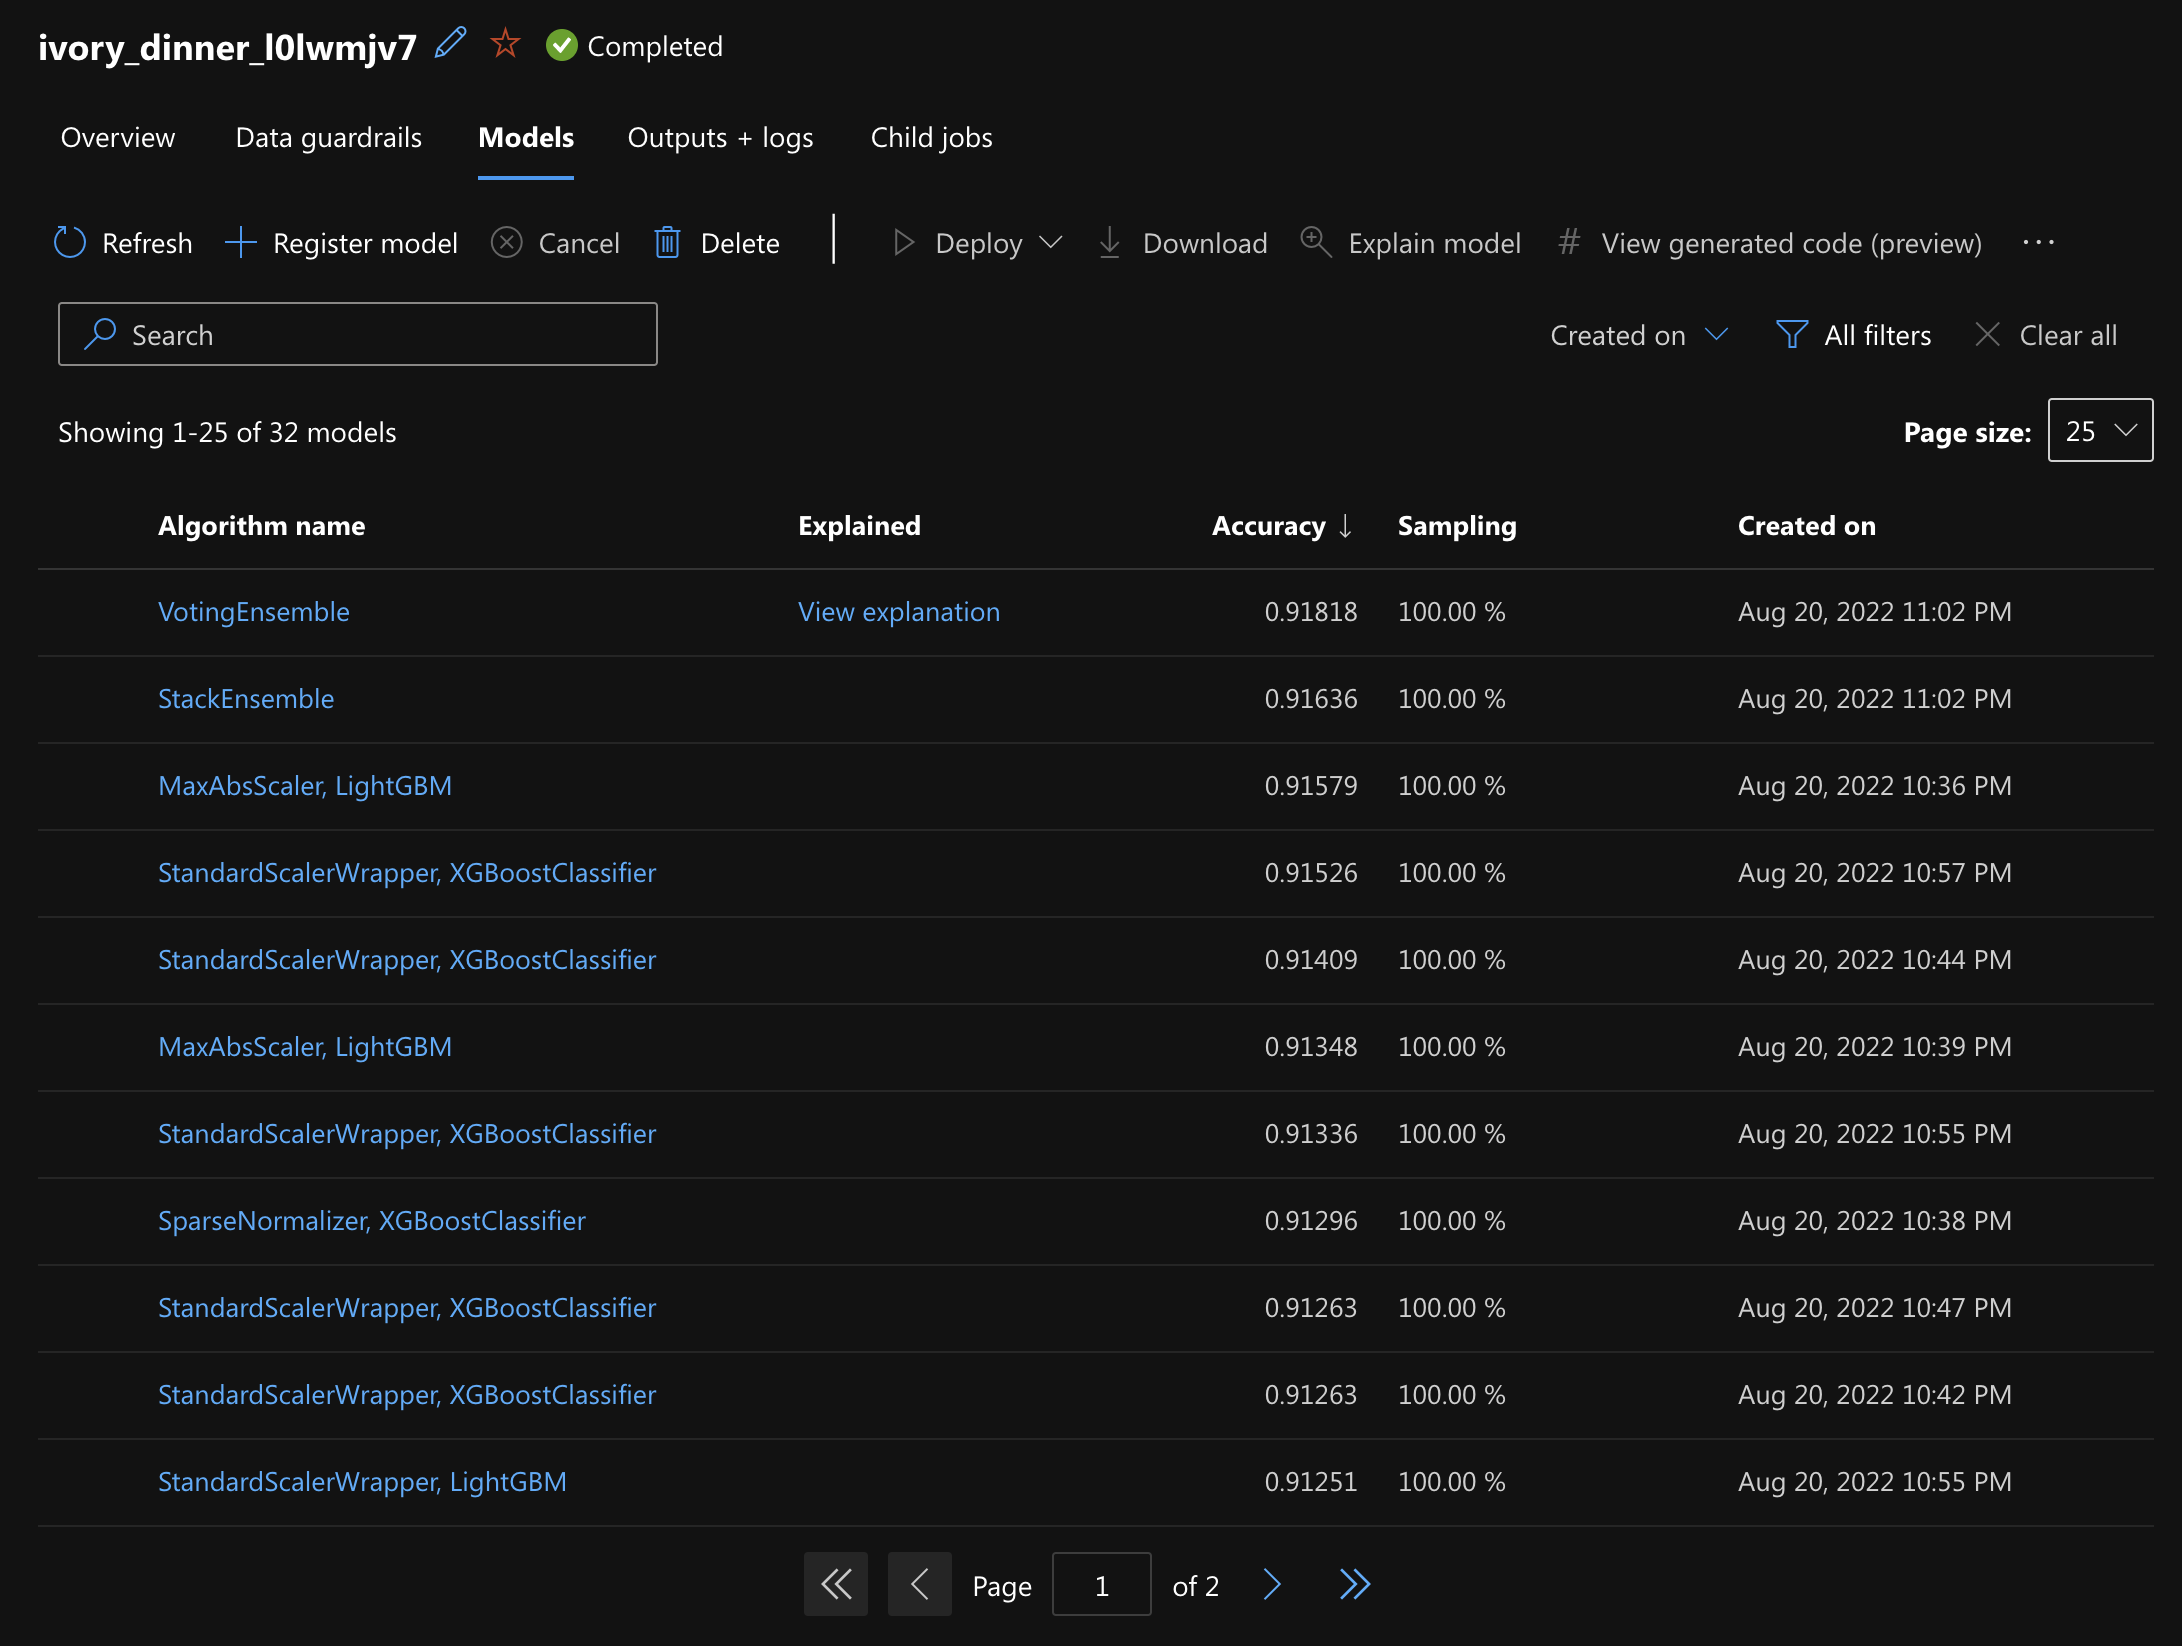 ivory_dinner_l0lwmjv7 Completed
Overview Data guardrails Models Outputs + logs Child jobs
Refresh Register model Cancel Delete Deploy Download Explain model # View generated code (preview) ...
Search Created on All filters Clear all
Showing 1-25 of 32 models Page size: 25
Algorithm name Explained Accuracy ↓ Sampling Created on
VotingEnsemble View explanation 0.91818 100.00 % Aug 20, 2022 11:02 PM
StackEnsemble 0.91636 100.00 % Aug 20, 2022 11:02 PM
MaxAbsScaler, LightGBM 0.91579 100.00 % Aug 20, 2022 10:36 PM
StandardScalerWrapper, XGBoostClassifier 0.91526 100.00 % Aug 20, 2022 10:57 PM
StandardScalerWrapper, XGBoostClassifier 0.91409 100.00 % Aug 20, 2022 10:44 PM
MaxAbsScaler, LightGBM 0.91348 100.00 % Aug 20, 2022 10:39 PM
StandardScalerWrapper, XGBoostClassifier 0.91336 100.00 % Aug 20, 2022 10:55 PM
SparseNormalizer, XGBoostClassifier 0.91296 100.00 % Aug 20, 2022 10:38 PM
StandardScalerWrapper, XGBoostClassifier 0.91263 100.00 % Aug 20, 2022 10:47 PM
StandardScalerWrapper, XGBoostClassifier 0.91263 100.00 % Aug 20, 2022 10:42 PM
StandardScalerWrapper, LightGBM 0.91251 100.00 % Aug 20, 2022 10:55 PM
Page 1 of 2